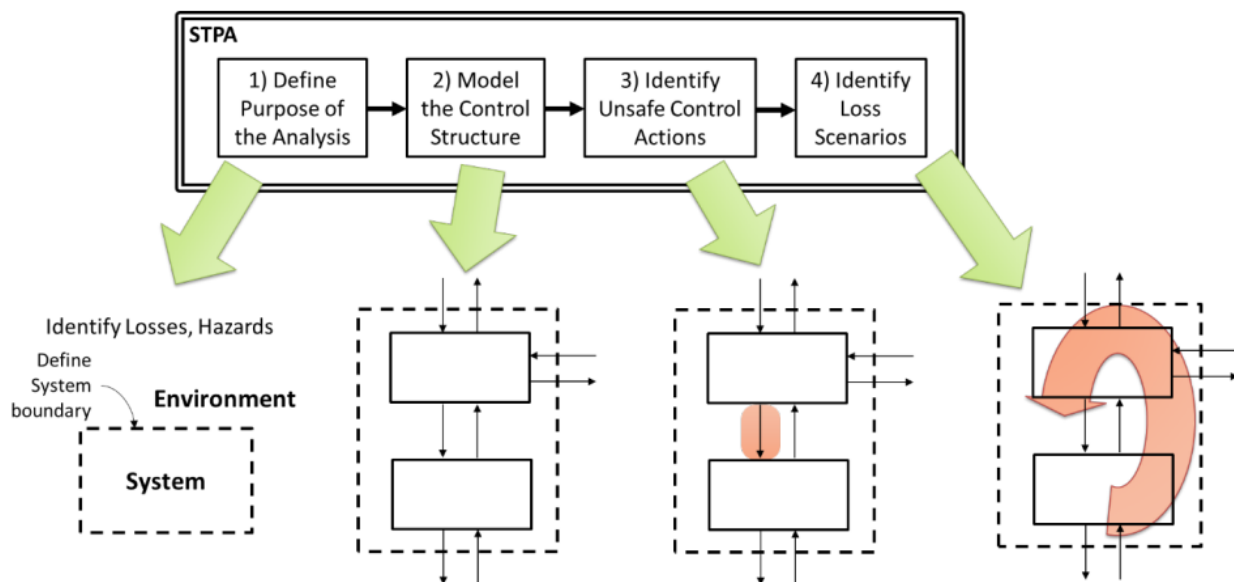 STPA
1) Define
Purpose of
the Analysis
2) Model
the Control
Structure
3) Identify
Unsafe Control
Actions
4) Identify
Loss
Scenarios
Identify Losses, Hazards
Define
System
boundary
Environment
System